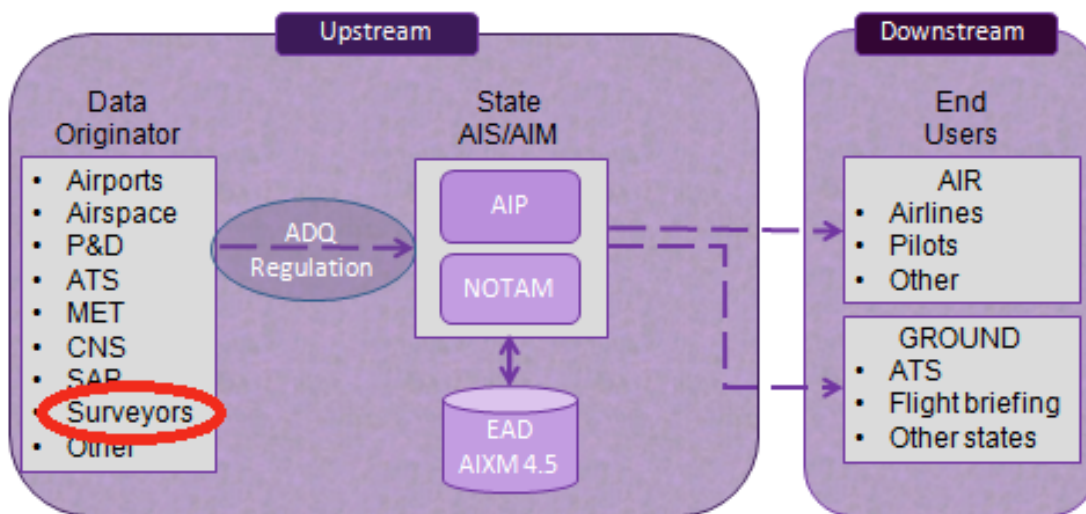 Upstream
Downstream
Data
Originator
• Airports
• Airspace
• P&D
• ATS
• MET
• CNS
• SAR
• Surveyors
• Other
ADQ
Regulation
State
AIS/AIM
AIP
NOTAM
EAD
AIXM 4.5
End
Users
AIR
• Airlines
• Pilots
• Other
GROUND
• ATS
• Flight briefing
• Other states